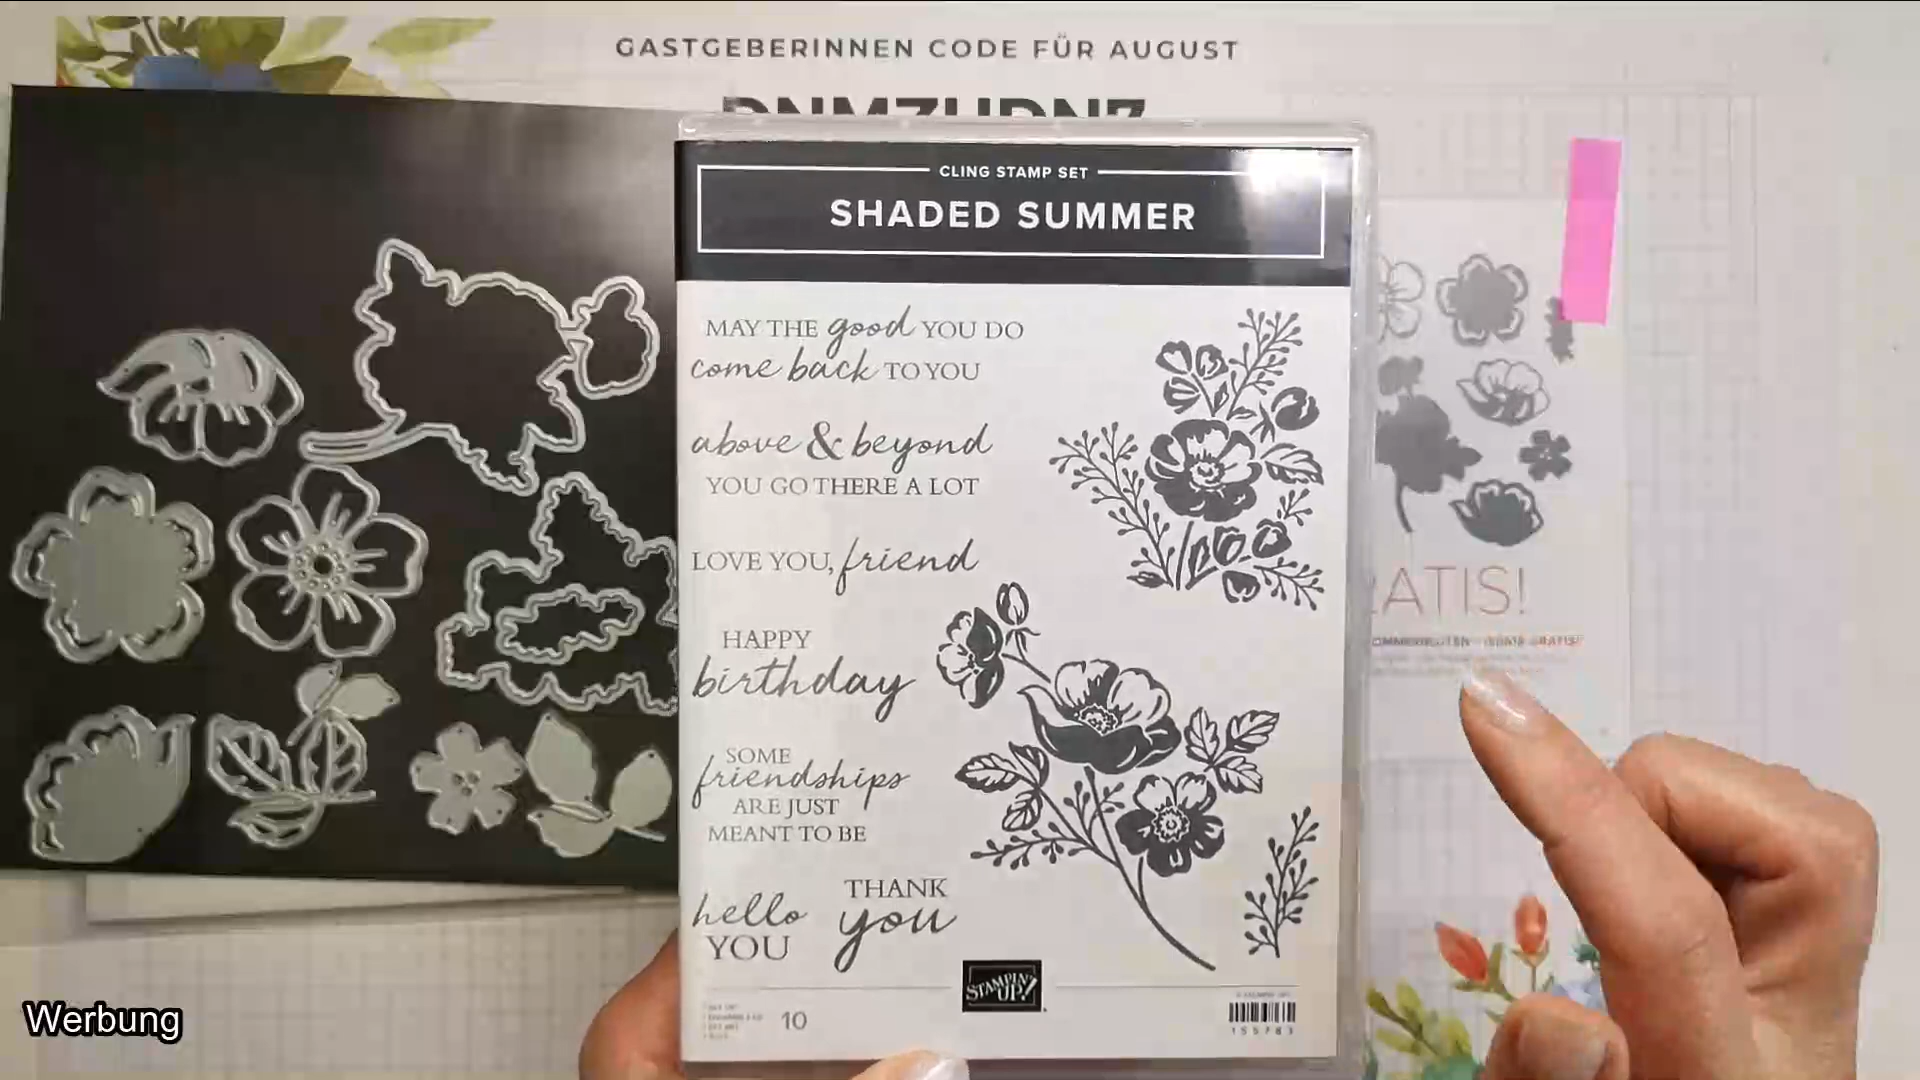 GASTGEBERINNEN CODE FÜR AUGUST
CLING STAMP SET
SHADED SUMMER
MAY THE good YOU DO
come back TO YOU
above & beyond
YOU GO THERE A LOT
LOVE YOU, friend
HAPPY
birthday
SOME
friendships
ARE JUST
MEANT TO BE
hello
YOU
THANK
you
STAMPIN' UP!
10
155783
RATIS!
Werbung